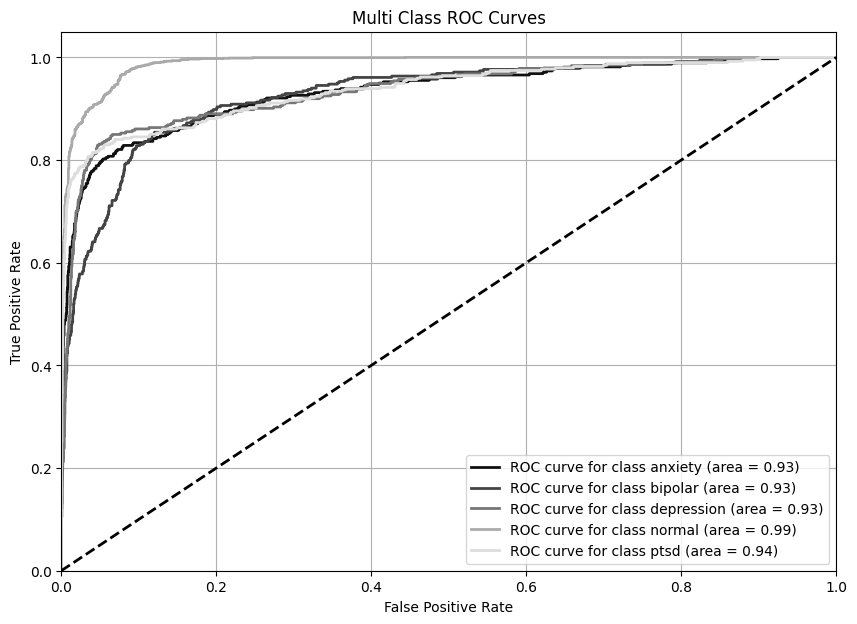 Multi Class ROC Curves
True Positive Rate
1.0
0.8
0.6
0.4
0.2
0.0
0.0 0.2 0.4 0.6 0.8 1.0
False Positive Rate
ROC curve for class anxiety (area = 0.93)
ROC curve for class bipolar (area = 0.93)
ROC curve for class depression (area = 0.93)
ROC curve for class normal (area = 0.99)
ROC curve for class ptsd (area = 0.94)